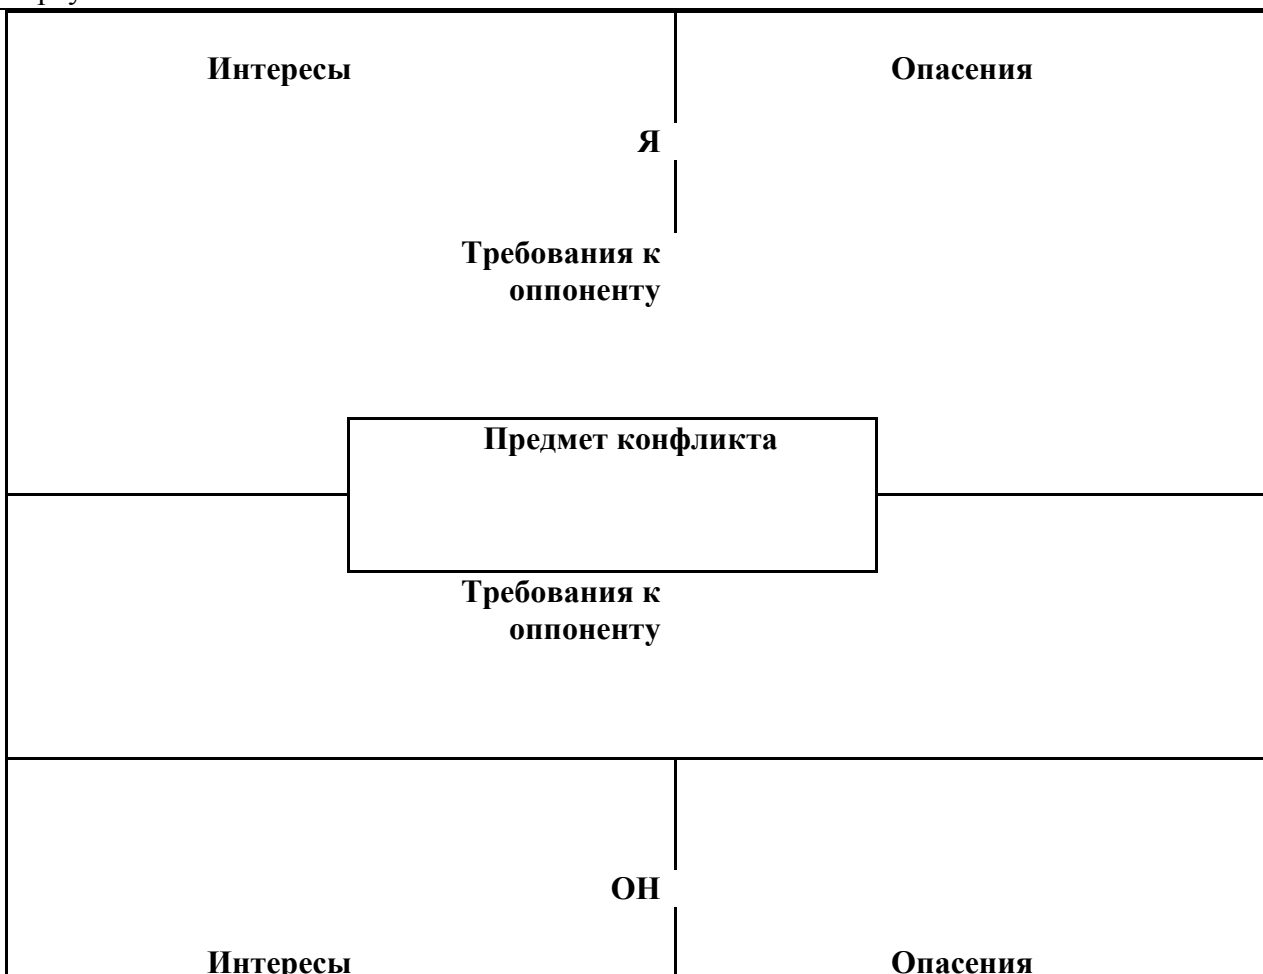 Интересы
Опасения
Я
Требования к
оппоненту
Предмет конфликта
Требования к
оппоненту
ОН
Интересы
Опасения